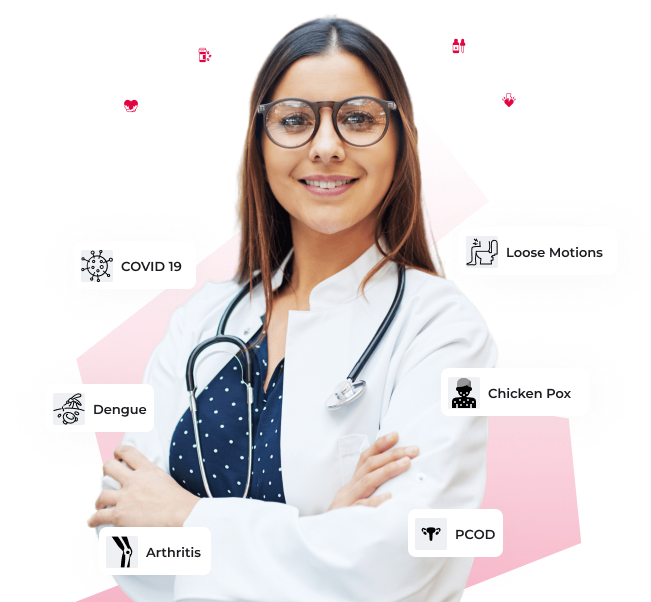 COVID 19
Loose Motions
Dengue
Chicken Pox
Arthritis
PCOD